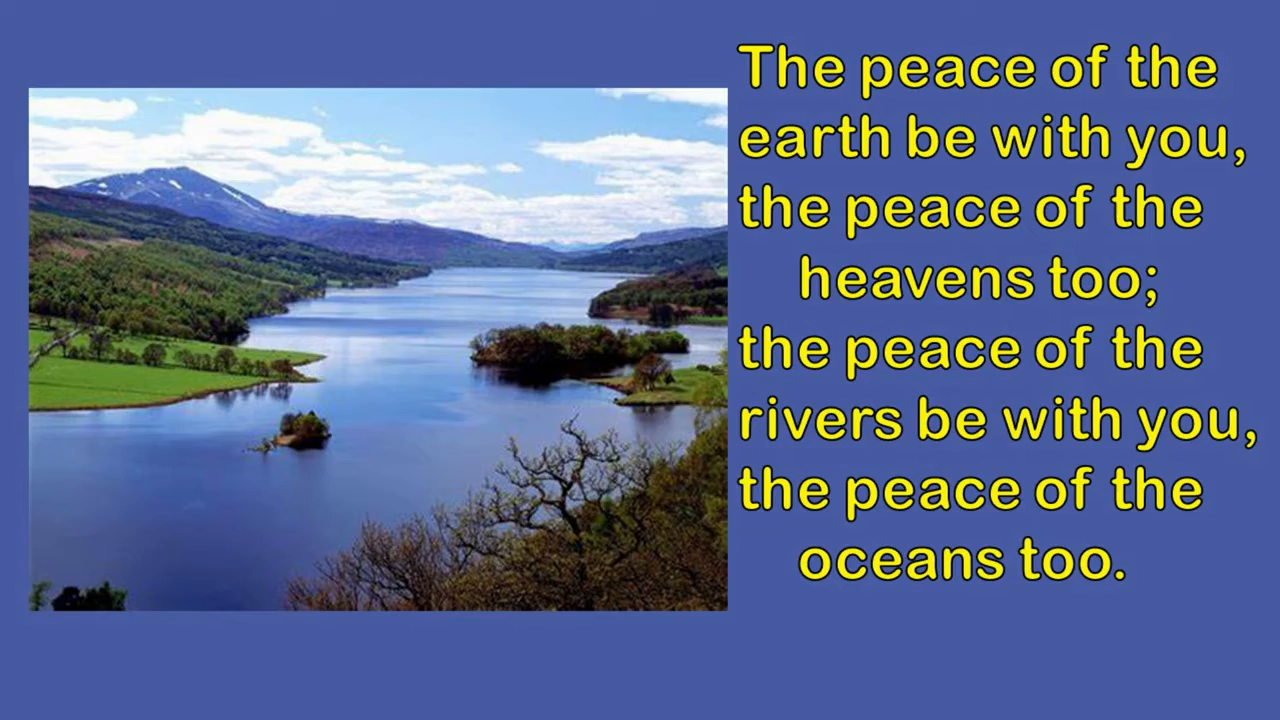 The peace of the
earth be with you,
the peace of the
heavens too;
the peace of the
rivers be with you,
the peace of the
oceans too.